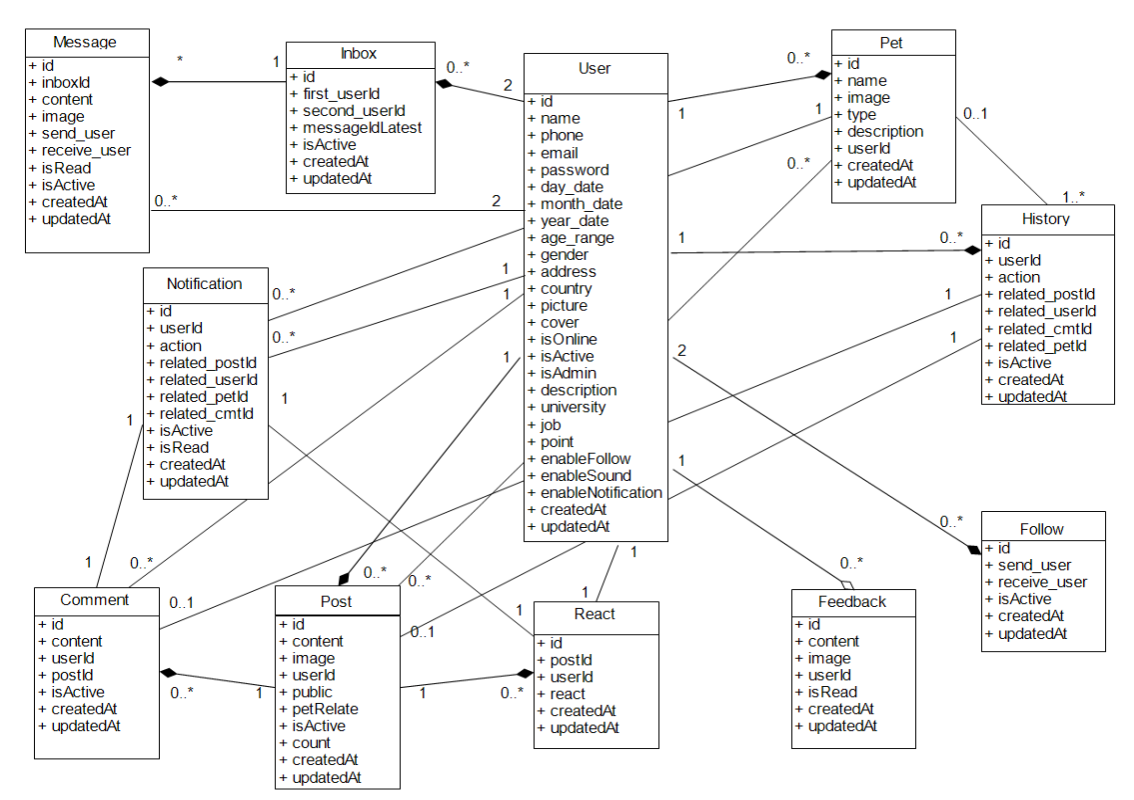 Message
+ id
+ inboxId
+ content
+ image
+ send_user
+ receive_user
+ isRead
+ isActive
+ createdAt
+ updatedAt
*
1
Inbox
+ id
+ first_userId
+ second_userId
+ messageIdLatest
+ isActive
+ createdAt
+ updatedAt
0..*
2
User
+ id
+ name
+ phone
+ email
+ password
+ day_date
+ month_date
+ year_date
+ age_range
+ gender
+ address
+ country
+ picture
+ cover
+ isOnline
+ isActive
+ isAdmin
+ description
+ university
+ job
+ point
+ enableFollow
+ enableSound
+ enableNotification
+ createdAt
+ updatedAt
0..*
1
1
0..*
Pet
+ id
+ name
+ image
+ type
+ description
+ userId
+ createdAt
+ updatedAt
0..1
1..*
History
+ id
+ userId
+ action
+ related_postId
+ related_userId
+ related_cmtId
+ related_petId
+ isActive
+ createdAt
+ updatedAt
0..*
2
1
0..*
Notification
+ id
+ userId
+ action
+ related_postId
+ related_userId
+ related_petId
+ related_cmtId
+ isActive
+ isRead
+ createdAt
+ updatedAt
0..*
0..*
1
1
1
1
1
1
2
1
1
0..*
0..*
0..*
0..*
1
0..*
Follow
+ id
+ send_user
+ receive_user
+ isActive
+ createdAt
+ updatedAt
Comment
+ id
+ content
+ userId
+ postId
+ isActive
+ createdAt
+ updatedAt
0..1
0..*
1
Post
+ id
+ content
+ image
+ userId
+ public
+ petRelate
+ isActive
+ count
+ createdAt
+ updatedAt
0..1
1
0..*
1
1
React
+ id
+ postId
+ userId
+ react
+ createdAt
+ updatedAt
Feedback
+ id
+ content
+ image
+ userId
+ isRead
+ createdAt
+ updatedAt